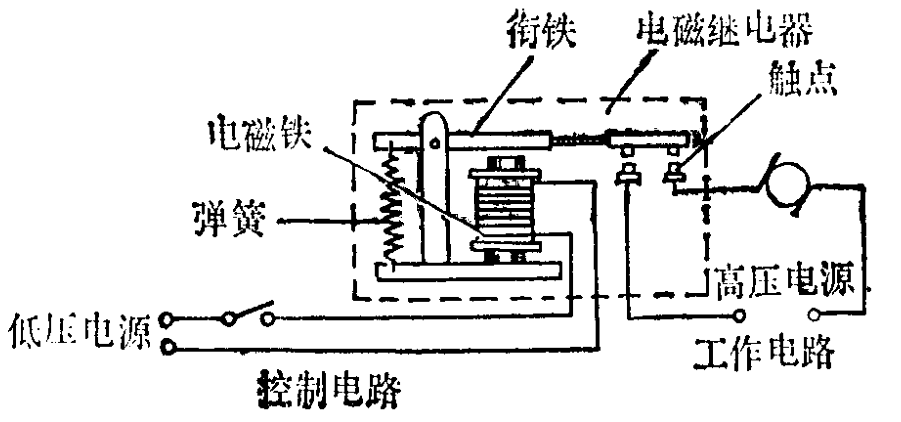 衔铁
电磁继电器
触点
电磁铁
弹簧
高压电源
低压电源
工作电路
控制电路